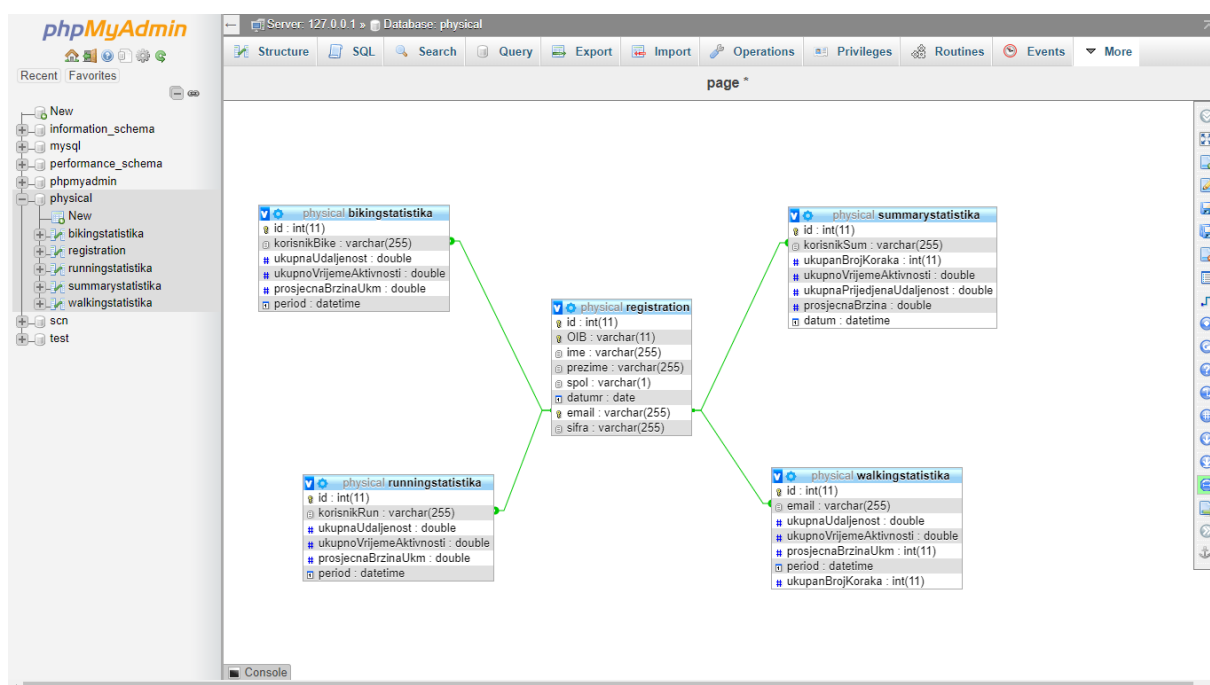 phpMyAdmin
Recent Favorites
New
information_schema
mysql
performance_schema
phpmyadmin
physical
New
bikingstatistika
registration
runningstatistika
summarystatistika
walkingstatistika
scn
test
Server: 127.0.0.1 » Database: physical
Structure SQL Search Query Export Import Operations Privileges Routines Events More
page *
physical bikingstatistika
id : int(11)
korisnikBike : varchar(255)
ukupnaUdaljenost : double
ukupnoVrijemeAktivnosti : double
prosjecnaBrzinaUkm : double
period : datetime
physical summarystatistika
id : int(11)
korisnikSum : varchar(255)
ukupanBrojKoraka : int(11)
ukupnoVrijemeAktivnosti : double
ukupnaPrijedjenaUdaljenost : double
prosjecnaBrzina : double
datum : datetime
physical registration
id : int(11)
OIB : varchar(11)
ime : varchar(255)
prezime : varchar(255)
spol : varchar(1)
datumr : date
email : varchar(255)
sifra : varchar(255)
physical runningstatistika
id : int(11)
korisnikRun : varchar(255)
ukupnaUdaljenost : double
ukupnoVrijemeAktivnosti : double
prosjecnaBrzinaUkm : double
period : datetime
physical walkingstatistika
id : int(11)
email : varchar(255)
ukupnaUdaljenost : double
ukupnoVrijemeAktivnosti : double
prosjecnaBrzinaUkm : int(11)
period : datetime
ukupanBrojKoraka : int(11)
Console